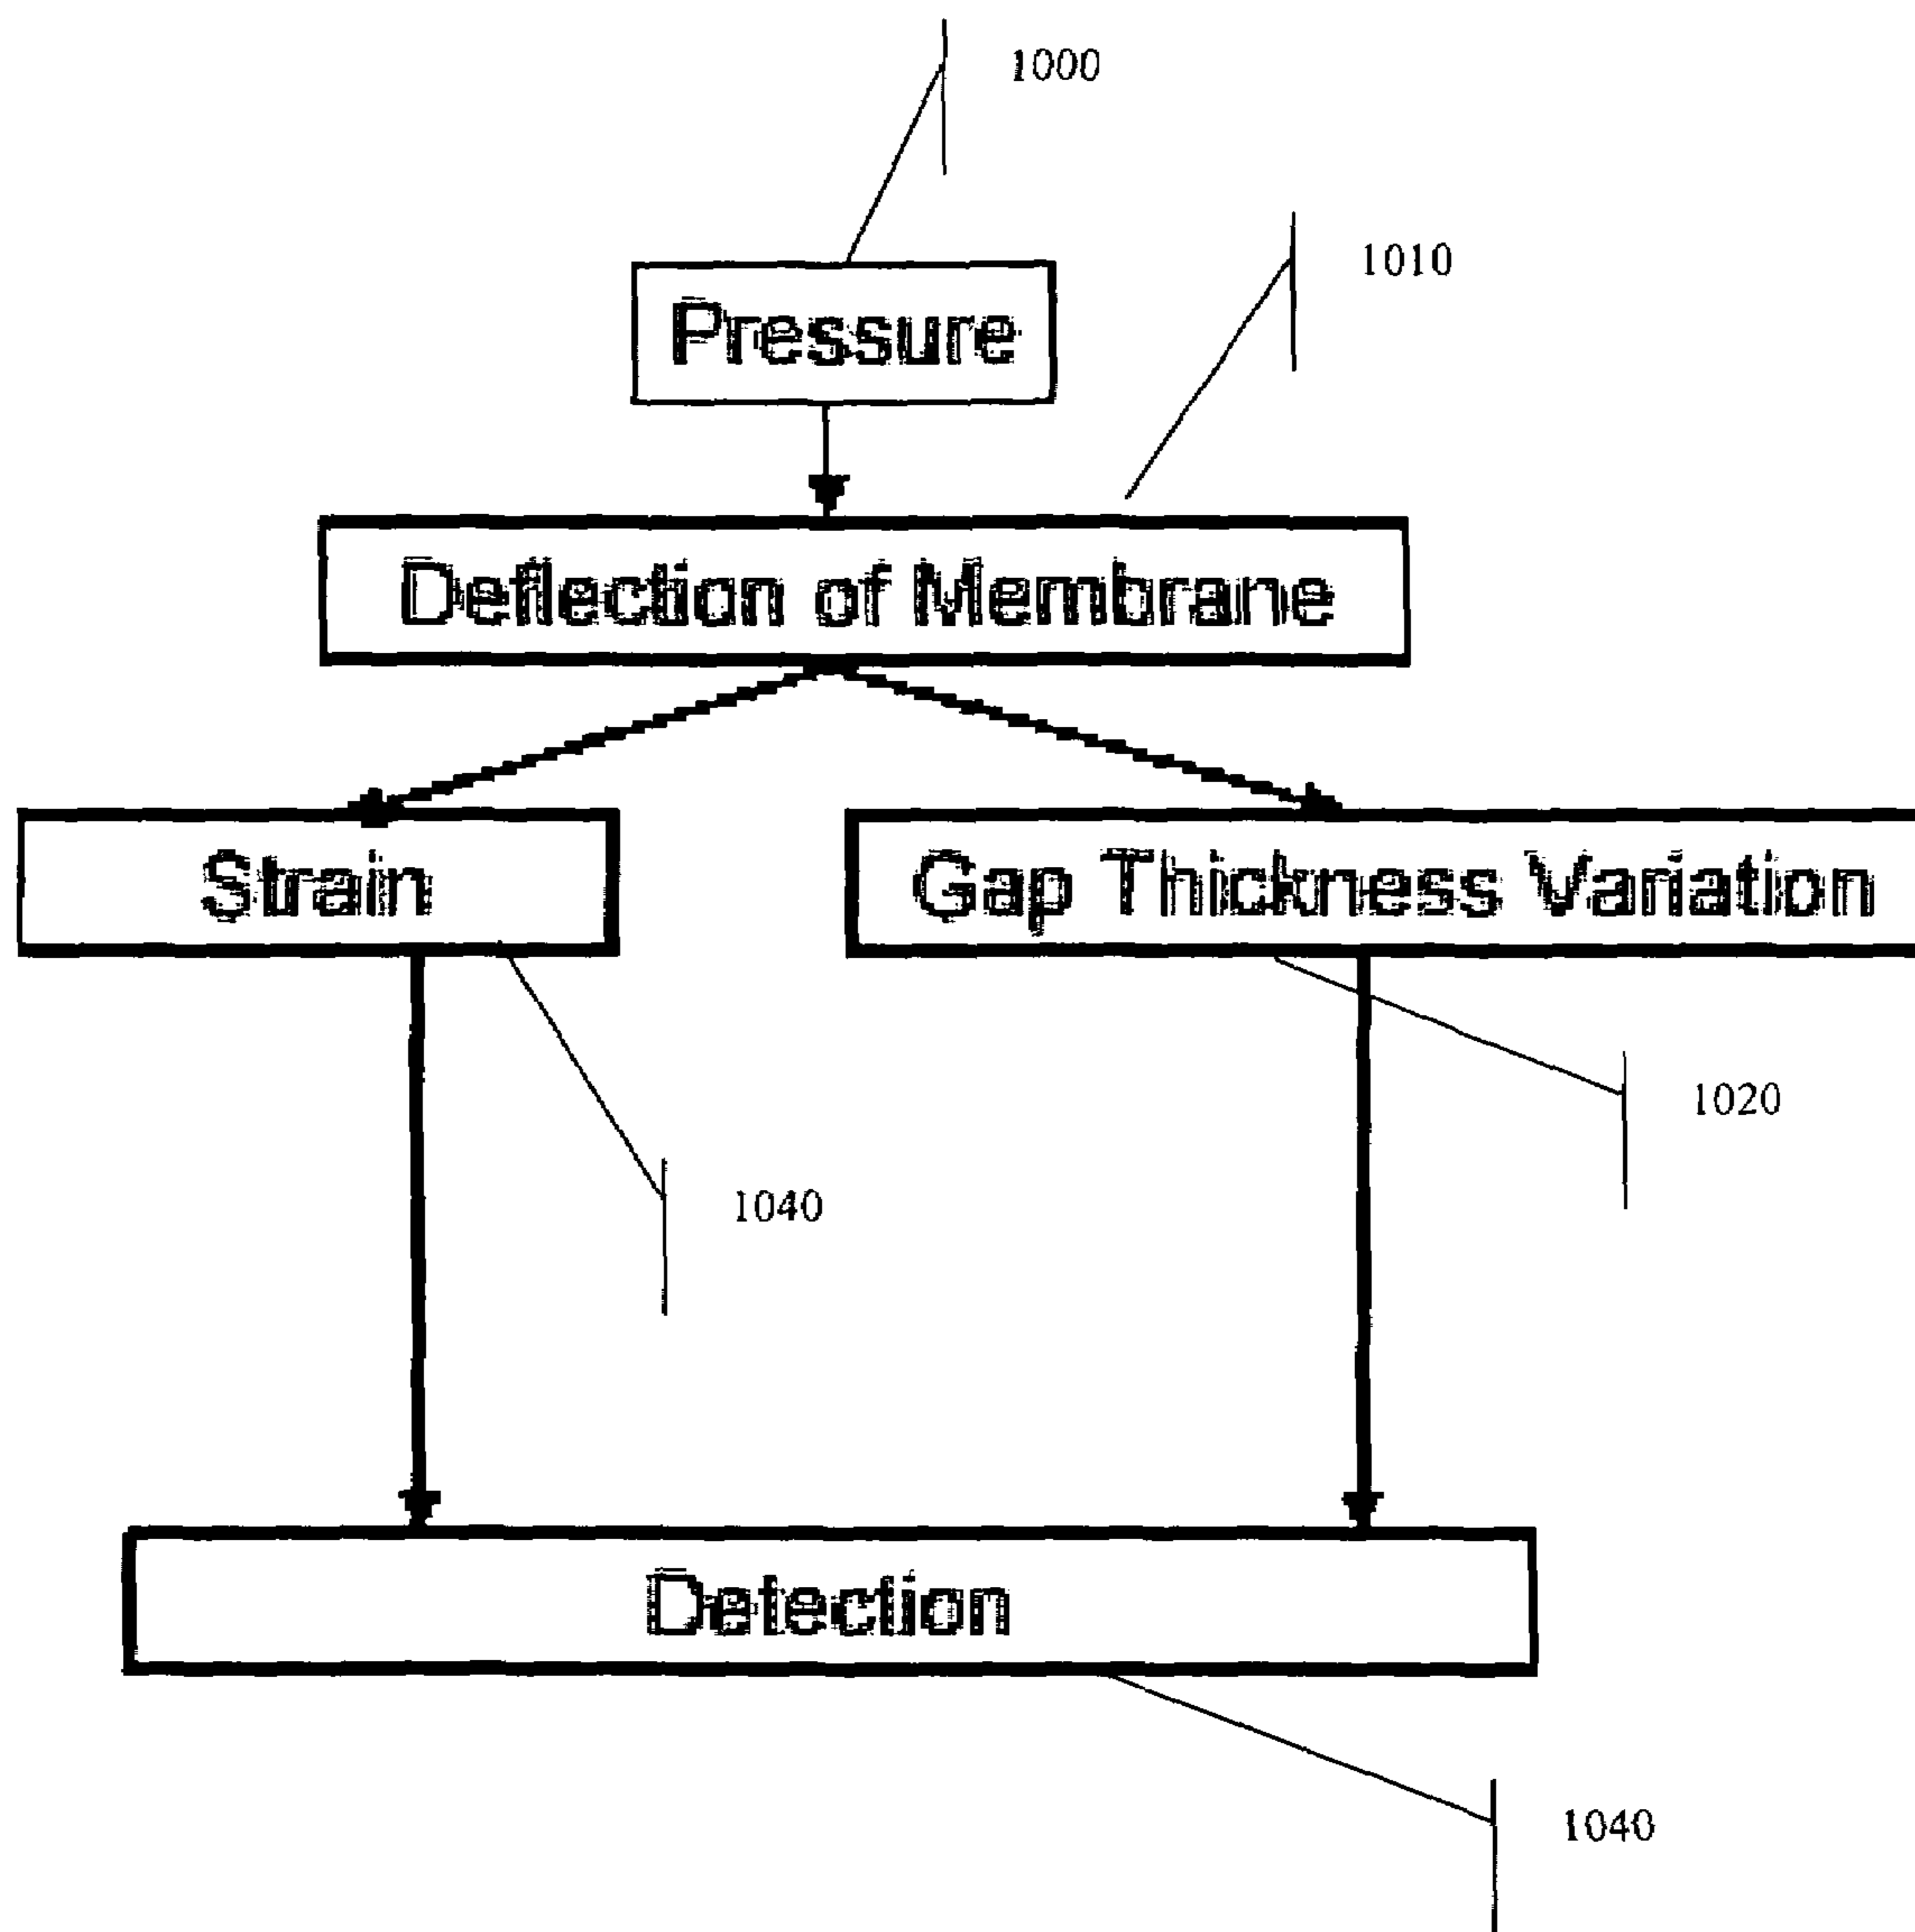 1000
1010
Pressure
Deflection of Membrane
Strain
Gap Thickness Variation
1020
1040
Detection
1040